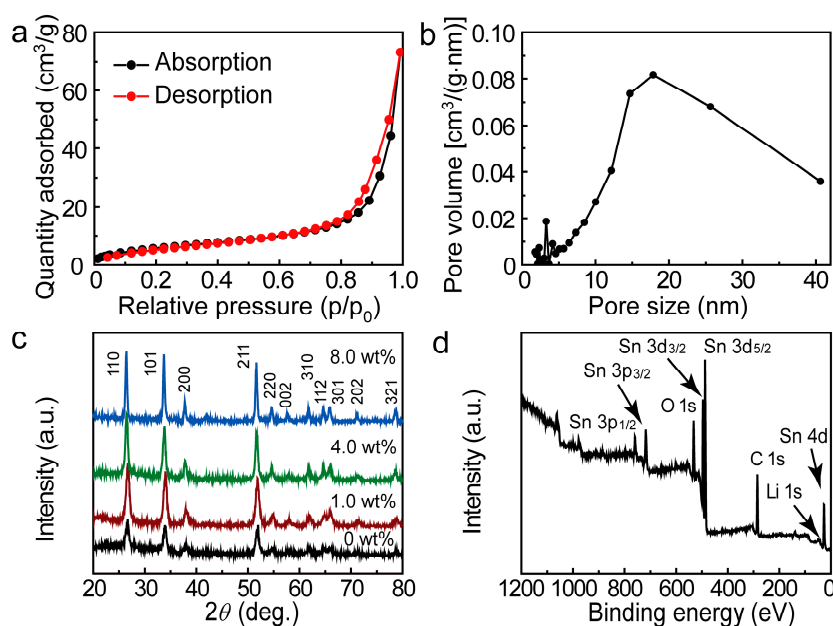 a
80
60
40
20
0
Quantity adsorbed (cm³/g)
Absorption
Desorption
0.0 0.2 0.4 0.6 0.8 1.0
Relative pressure (p/p₀)
b
0.10
0.08
0.06
0.04
0.02
0
Pore volume [cm³/(g·nm)]
0 10 20 30 40
Pore size (nm)
c
Intensity (a.u.)
110
101
200
211
220
002
310
112
301
202
321
8.0 wt%
4.0 wt%
1.0 wt%
0 wt%
20 30 40 50 60 70 80
2θ (deg.)
d
Intensity (a.u.)
Sn 3d₃/₂
Sn 3d₅/₂
Sn 3p₃/₂
O 1s
Sn 3p₁/₂
Sn 4d
C 1s
Li 1s
1200 1000 800 600 400 200 0
Binding energy (eV)